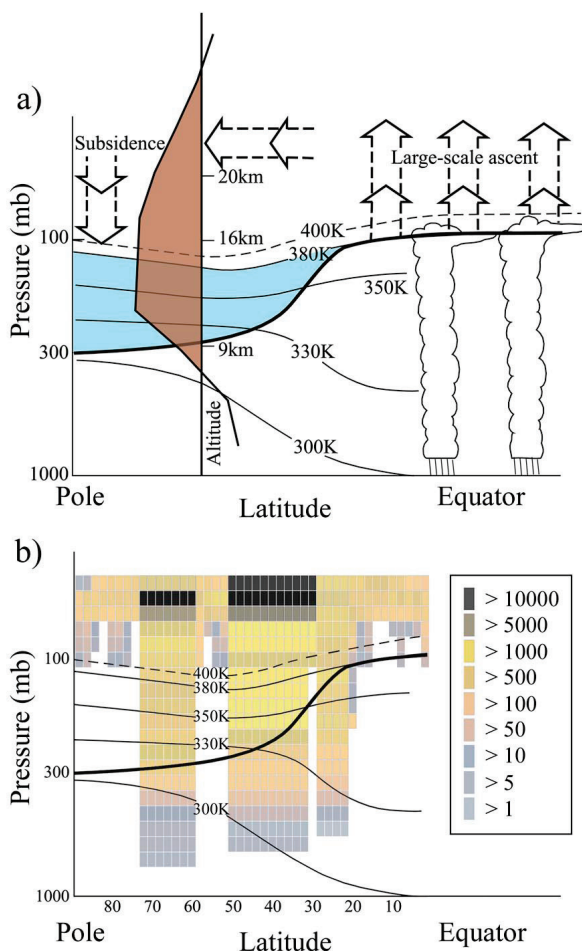 a)
Subsidence
Large-scale ascent
20km
400K
100
16km
380K
350K
Pressure (mb)
330K
300
9km
300K
Altitude
1000
Pole
Latitude
Equator
b)
> 10000
> 5000
> 1000
> 500
> 100
> 50
> 10
> 5
> 1
100
400K
380K
350K
Pressure (mb)
330K
300
300K
1000
80 70 60 50 40 30 20 10
Pole
Latitude
Equator